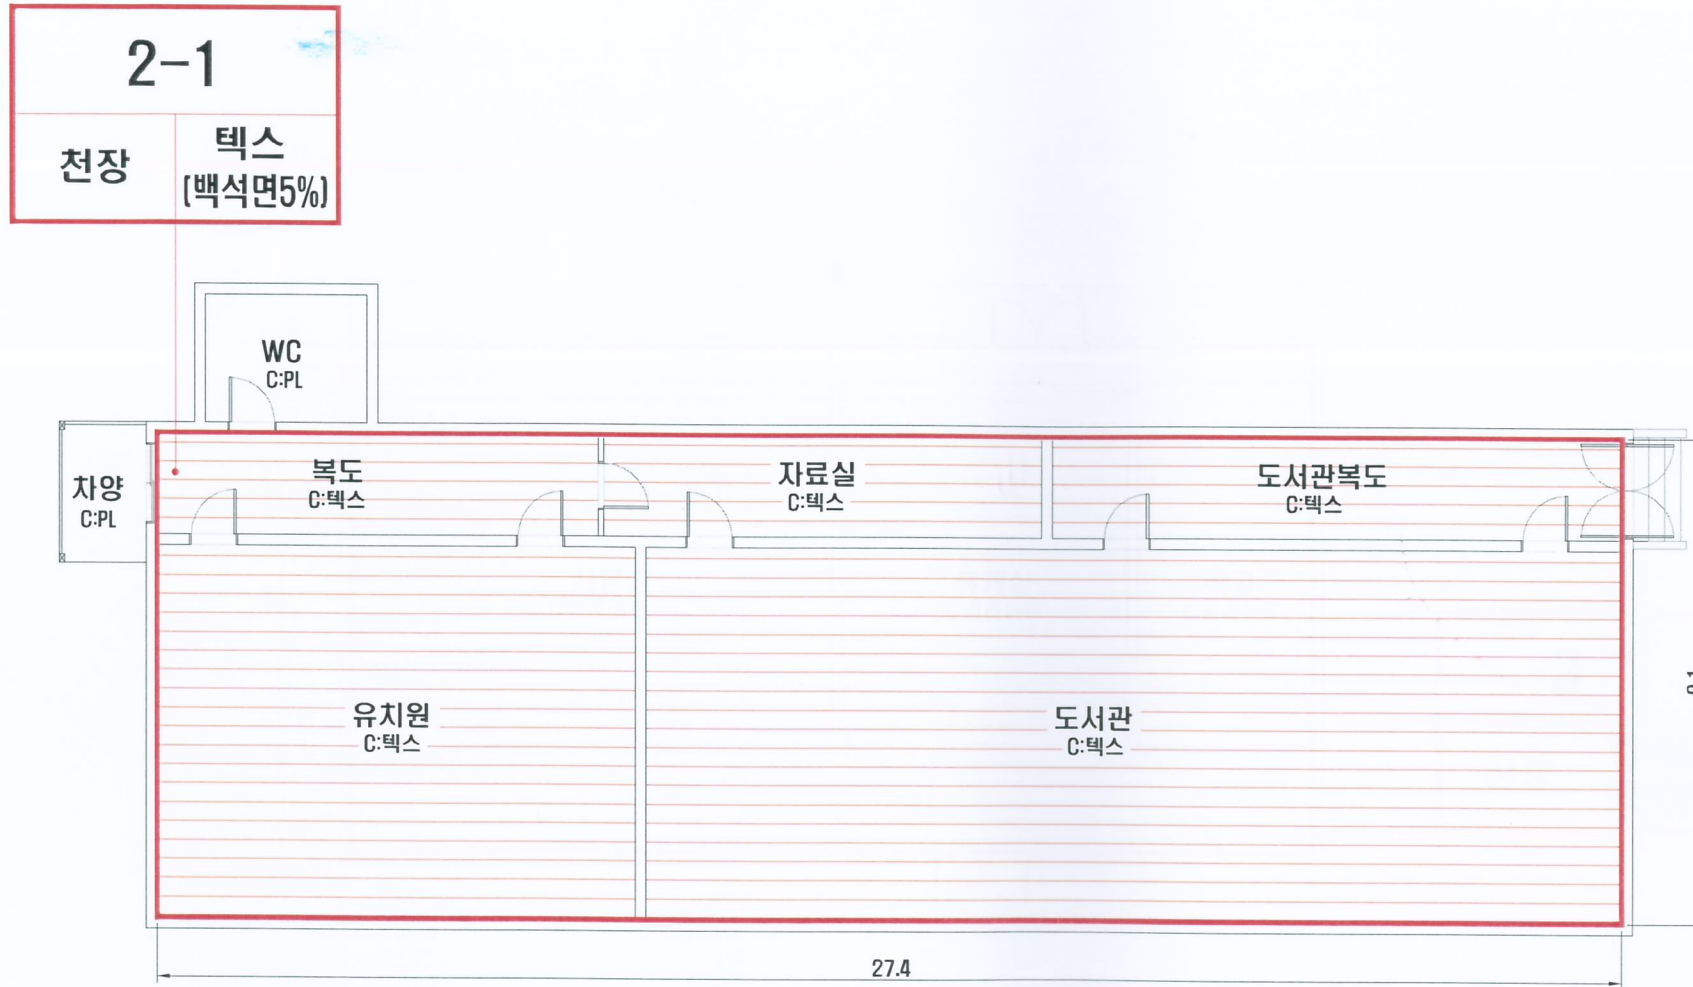 2-1
천장
텍스
(백석면5%)
WC
C:PL
차양
C:PL
복도
C:텍스
자료실
C:텍스
도서관복도
C:텍스
유치원
C:텍스
도서관
C:텍스
27.4